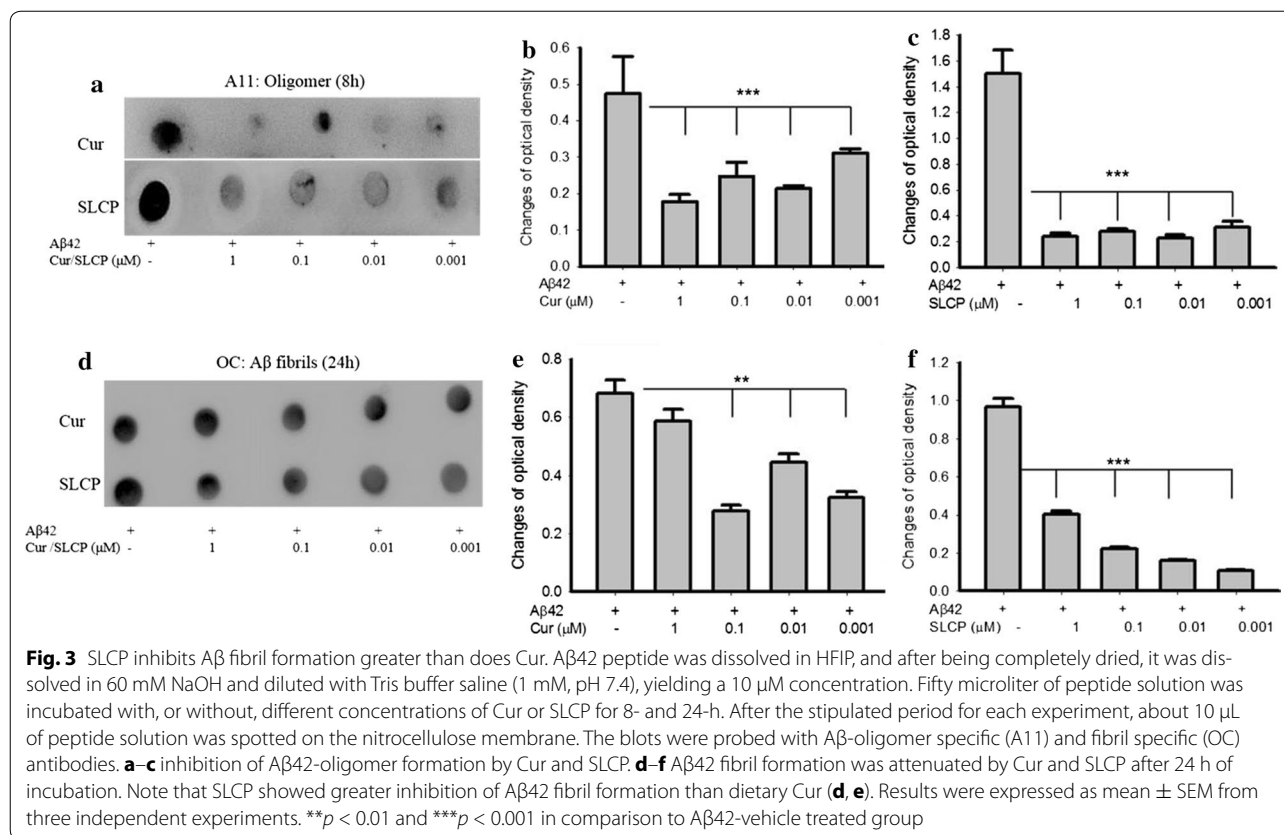 a
A11: Oligomer (8h)
Cur
SLCP
Aβ42 + + + + +
Cur/SLCP (μM) - 1 0.1 0.01 0.001
b
Changes of optical density
0.6
0.5
0.4
0.3
0.2
0.1
0.0
***
Aβ42 + + + + +
Cur (μM) - 1 0.1 0.01 0.001
c
Changes of optical density
1.8
1.6
1.4
1.2
1.0
0.8
0.6
0.4
0.2
0.0
***
Aβ42 + + + + +
SLCP (μM) - 1 0.1 0.01 0.001
d
OC: Aβ fibrils (24h)
Cur
SLCP
Aβ42 + + + + +
Cur /SLCP (μM) - 1 0.1 0.01 0.001
e
Changes of optical density
0.8
0.6
0.4
0.2
0.0
**
Aβ42 + + + + +
Cur (μM) - 1 0.1 0.01 0.001
f
Changes of optical density
1.2
1.0
0.8
0.6
0.4
0.2
0.0
***
Aβ42 + + + + +
SLCP (μM) - 1 0.1 0.01 0.001
Fig. 3 SLCP inhibits Aβ fibril formation greater than does Cur. Aβ42 peptide was dissolved in HFIP, and after being completely dried, it was dis-
solved in 60 mM NaOH and diluted with Tris buffer saline (1 mM, pH 7.4), yielding a 10 μM concentration. Fifty microliter of peptide solution was
incubated with, or without, different concentrations of Cur or SLCP for 8- and 24-h. After the stipulated period for each experiment, about 10 μL
of peptide solution was spotted on the nitrocellulose membrane. The blots were probed with Aβ-oligomer specific (A11) and fibril specific (OC)
antibodies. a–c inhibition of Aβ42-oligomer formation by Cur and SLCP. d–f Aβ42 fibril formation was attenuated by Cur and SLCP after 24 h of
incubation. Note that SLCP showed greater inhibition of Aβ42 fibril formation than dietary Cur (d, e). Results were expressed as mean ± SEM from
three independent experiments. **p < 0.01 and ***p < 0.001 in comparison to Aβ42-vehicle treated group